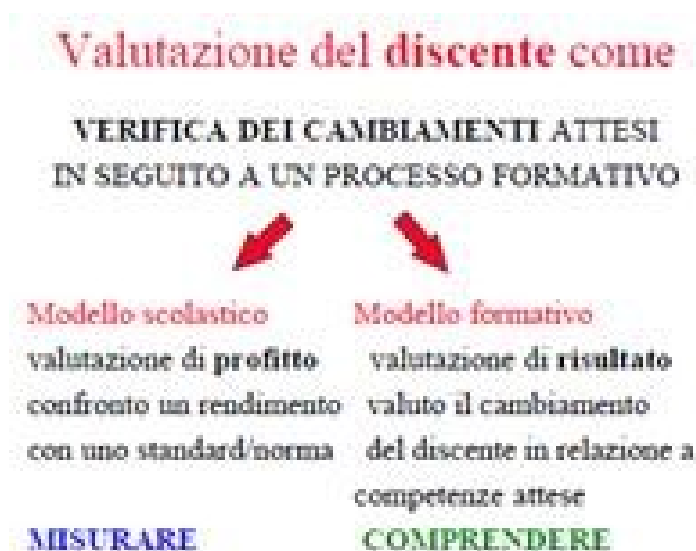 Valutazione del discente come
VERIFICA DEI CAMBIAMENTI ATTESI
IN SEGUITO A UN PROCESSO FORMATIVO
Modello scolastico
valutazione di profitto
confronto un rendimento
con uno standard/norma
MISURARE
Modello formativo
valutazione di risultato
valuto il cambiamento
del discente in relazione a
competenze attese
COMPRENDERE